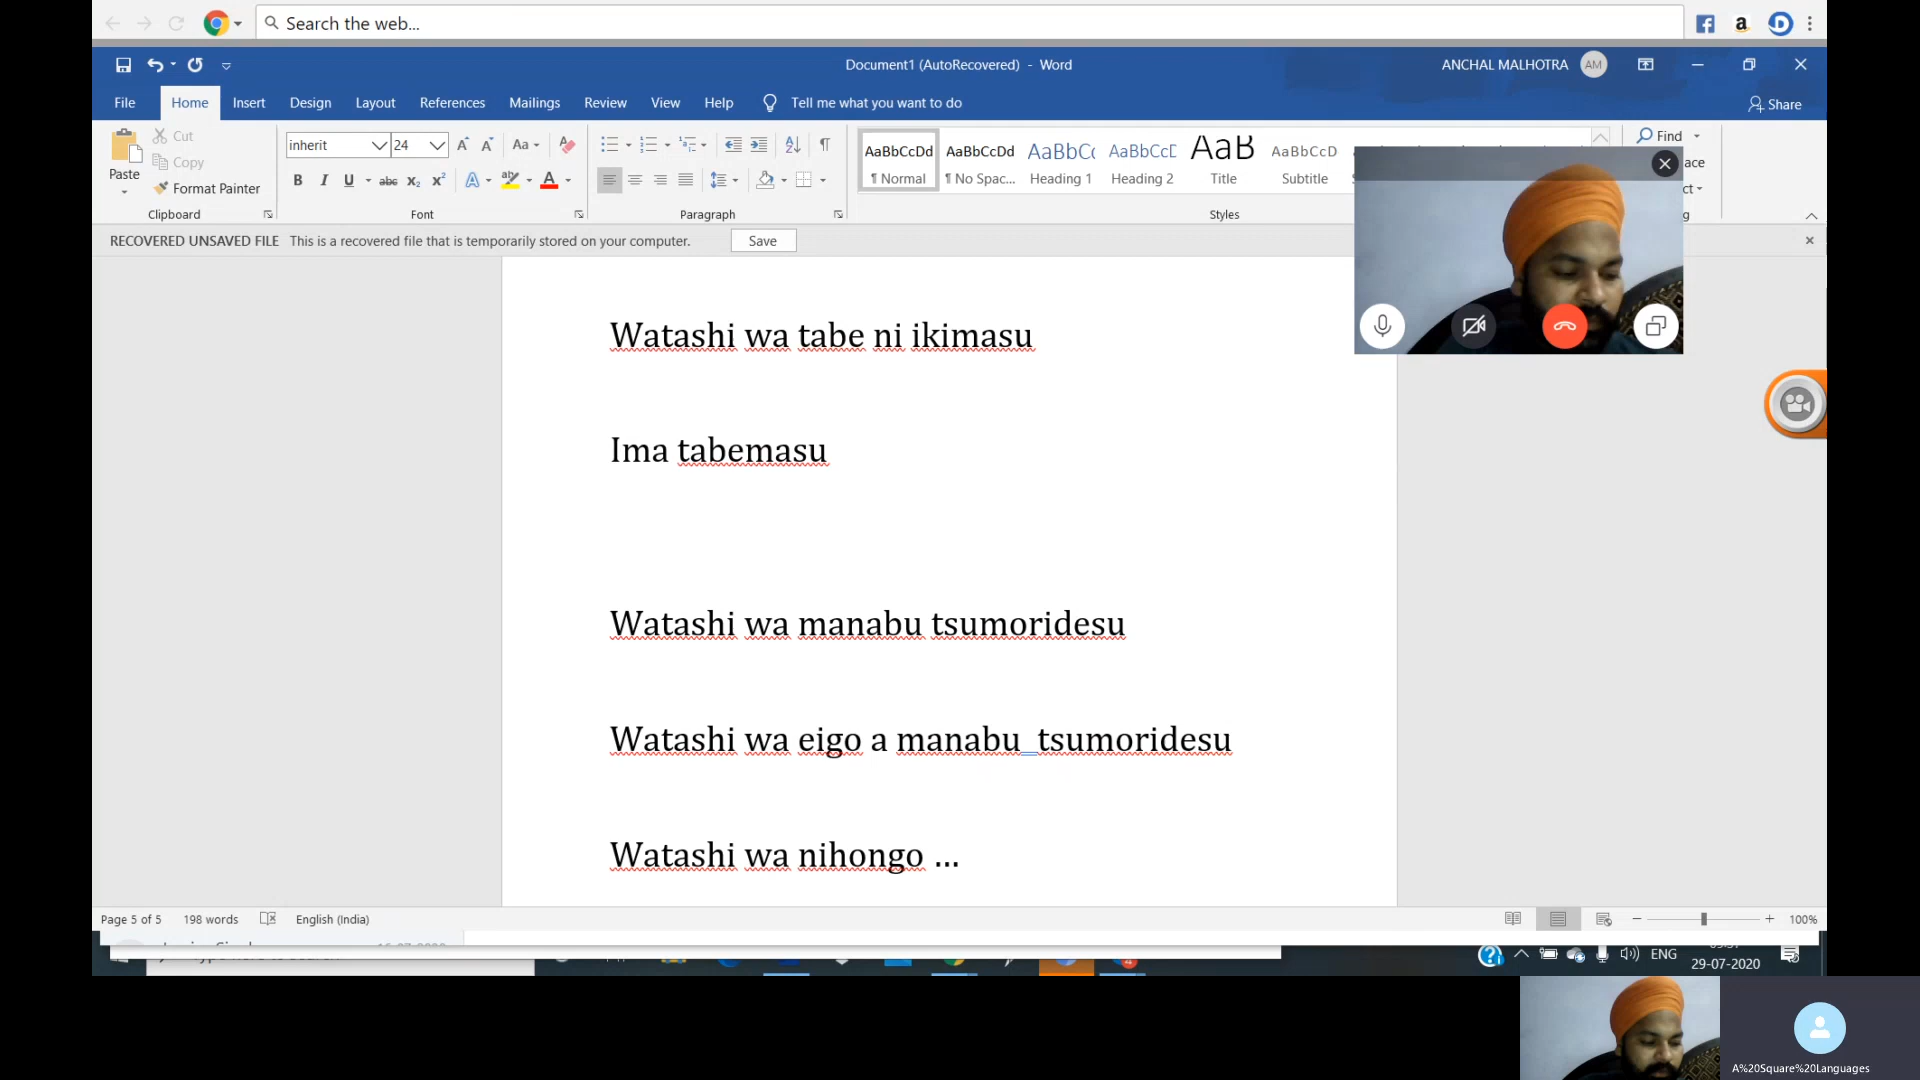 Search the web...
Document1 (AutoRecovered) - Word
ANCHAL MALHOTRA AM
File Home Insert Design Layout References Mailings Review View Help Tell me what you want to do Share
Paste
Cut
Copy
Format Painter
Clipboard
inherit 24
Font
Paragraph
AaBbCcDd ¶ Normal
AaBbCcDd ¶ No Spac...
AaBbCc Heading 1
AaBbCcD Heading 2
AaB Title
AaBbCcD Subtitle
Styles
Find
RECOVERED UNSAVED FILE This is a recovered file that is temporarily stored on your computer. Save
Watashi wa tabe ni ikimasu
Ima tabemasu
Watashi wa manabu tsumoridesu
Watashi wa eigo a manabu tsumoridesu
Watashi wa nihongo ...
Page 5 of 5 198 words English (India) 100%
ENG
29-07-2020
A%20Square%20Languages